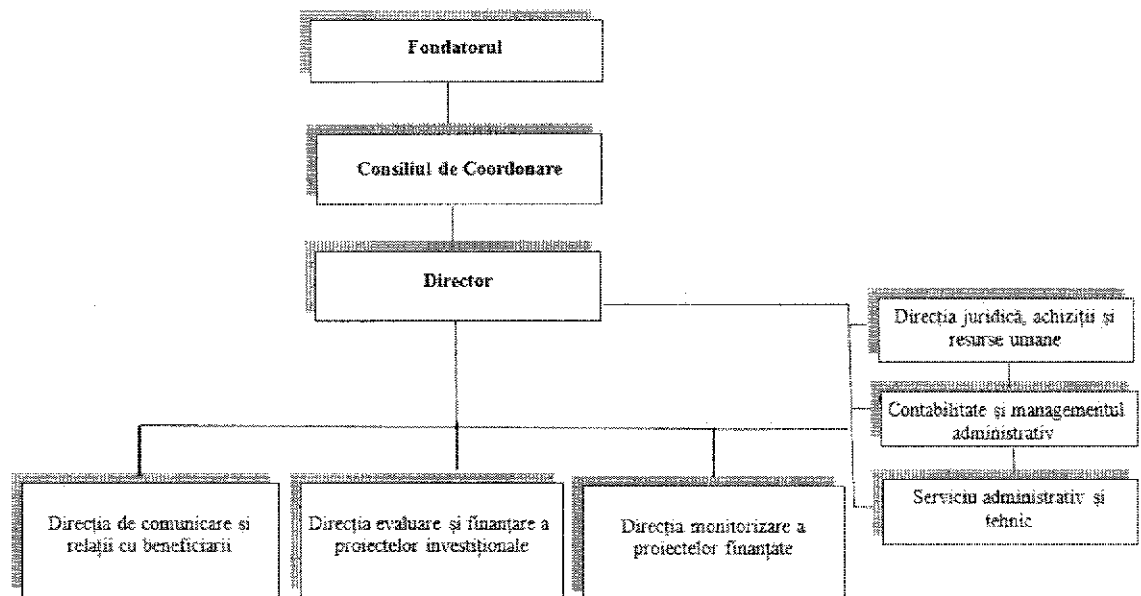 Fondatorul
Consiliul de Coordonare
Director
Direcția juridică, achiziții și
resurse umane
Contabilitate și managementul
administrativ
Serviciu administrativ și
tehnic
Direcția de comunicare si
relații cu beneficiarii
Direcția evaluare și finanțare a
proiectelor investiționale
Direcția monitorizare a
proiectelor finanțate